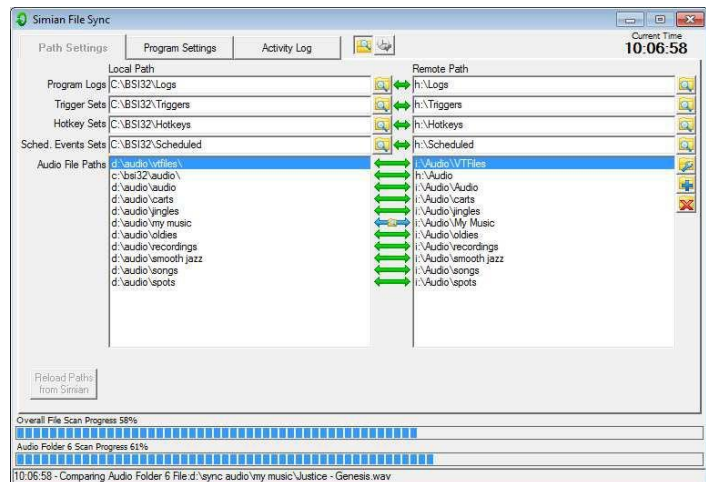 Simian File Sync
Path Settings
Program Settings
Activity Log
Current Time
10:06:58
Local Path
Remote Path
Program Logs C:\BSI32\Logs h:\Logs
Trigger Sets C:\BSI32\Triggers h:\Triggers
Hotkey Sets C:\BSI32\Hotkeys h:\Hotkeys
Sched. Events Sets C:\BSI32\Scheduled h:\Scheduled
Audio File Paths d:\audio\vtfiles\ i:\Audio\VTFiles
c:\bsi32\audio\ h:\Audio
d:\audio\audio i:\Audio\Audio
d:\audio\carts i:\Audio\carts
d:\audio\jingles i:\Audio\jingles
d:\audio\my music i:\Audio\My Music
d:\audio\oldies i:\Audio\oldies
d:\audio\recordings i:\Audio\recordings
d:\audio\smooth jazz i:\Audio\smooth jazz
d:\audio\songs i:\Audio\songs
d:\audio\spots i:\Audio\spots
Reload Paths
from Simian
Overall File Scan Progress 58%
Audio Folder 6 Scan Progress 61%
10:06:58 - Comparing Audio Folder 6 File:d:\sync audio\my music\Justice - Genesis.wav